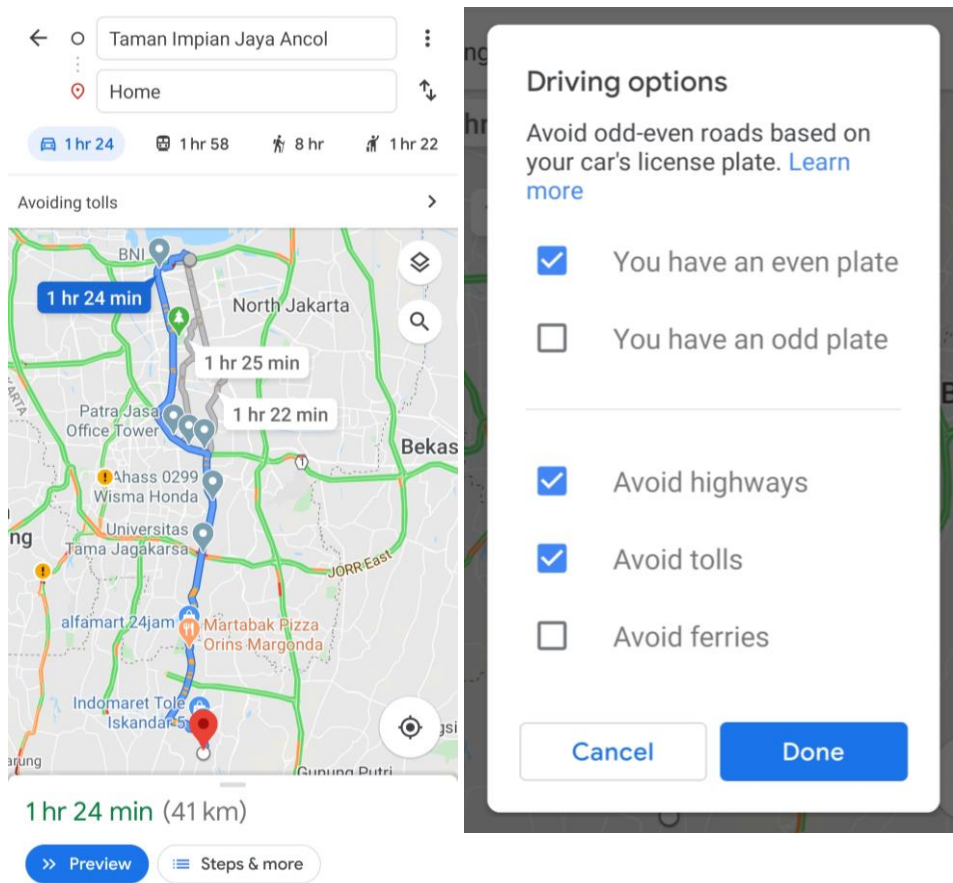 Taman Impian Jaya Ancol
Home
1 hr 24
1 hr 58
8 hr
1 hr 22
Avoiding tolls
BNI
1 hr 24 min
North Jakarta
1 hr 25 min
Patra Jasa
Office Tower
1 hr 22 min
Bekas
1
Ahass 0299
Wisma Honda
ng
Universitas
Tama Jagakarsa
JORR East
alfamart 24jam
Martabak Pizza
Orins Margonda
Indomaret Tole
Iskandar 5
gsi
arung
Gunung Putri
1 hr 24 min (41 km)
Preview
Steps & more
Driving options
Avoid odd-even roads based on
your car's license plate. Learn
more
You have an even plate
You have an odd plate
Avoid highways
Avoid tolls
Avoid ferries
Cancel
Done